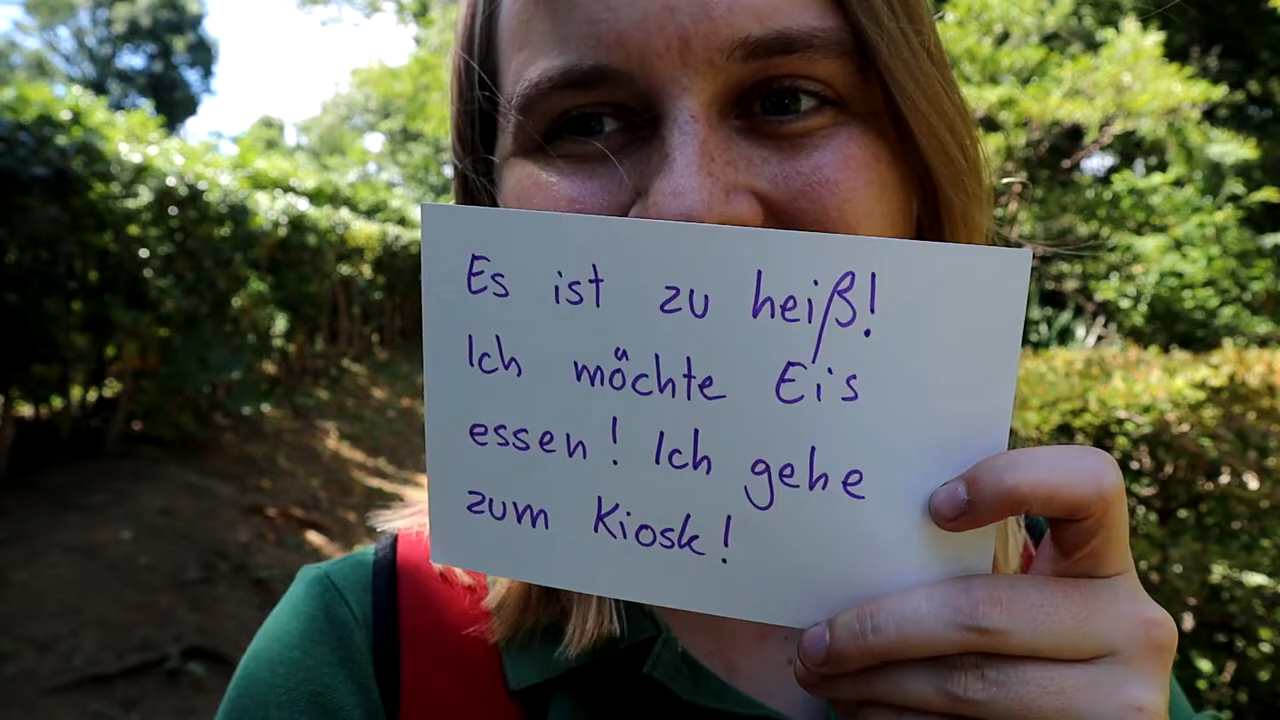 Es ist zu heiß!
Ich möchte Eis
essen! Ich gehe
zum Kiosk!